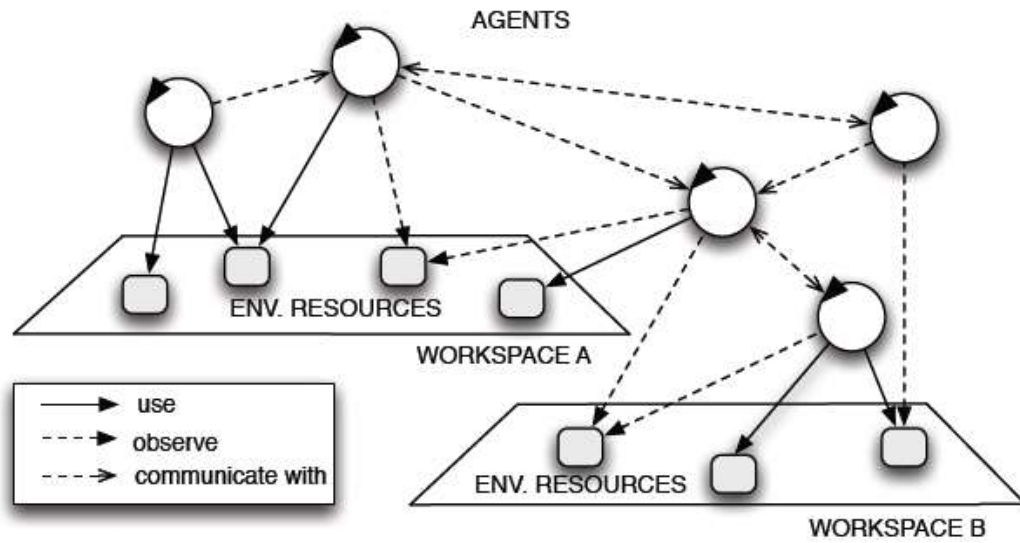 AGENTS
ENV. RESOURCES
WORKSPACE A
use
observe
communicate with
ENV. RESOURCES
WORKSPACE B